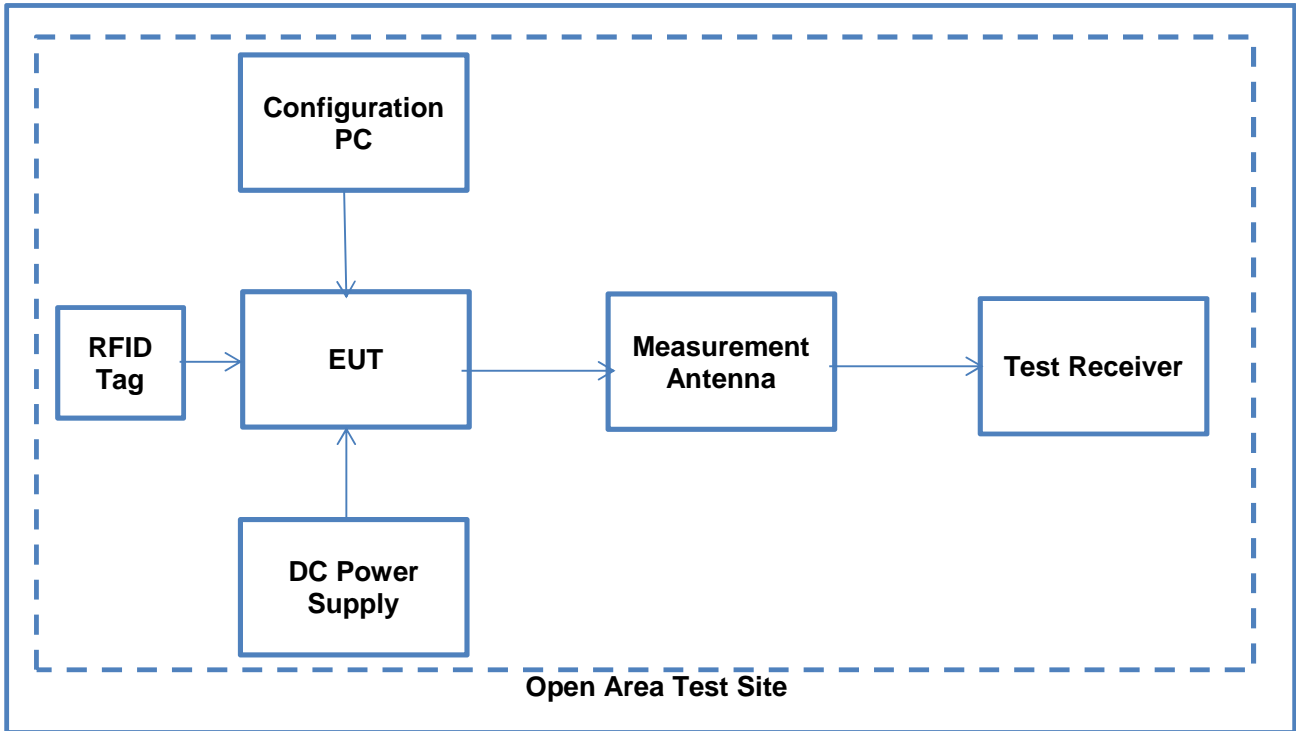 Configuration
PC
RFID
Tag
EUT
Measurement
Antenna
Test Receiver
DC Power
Supply
Open Area Test Site